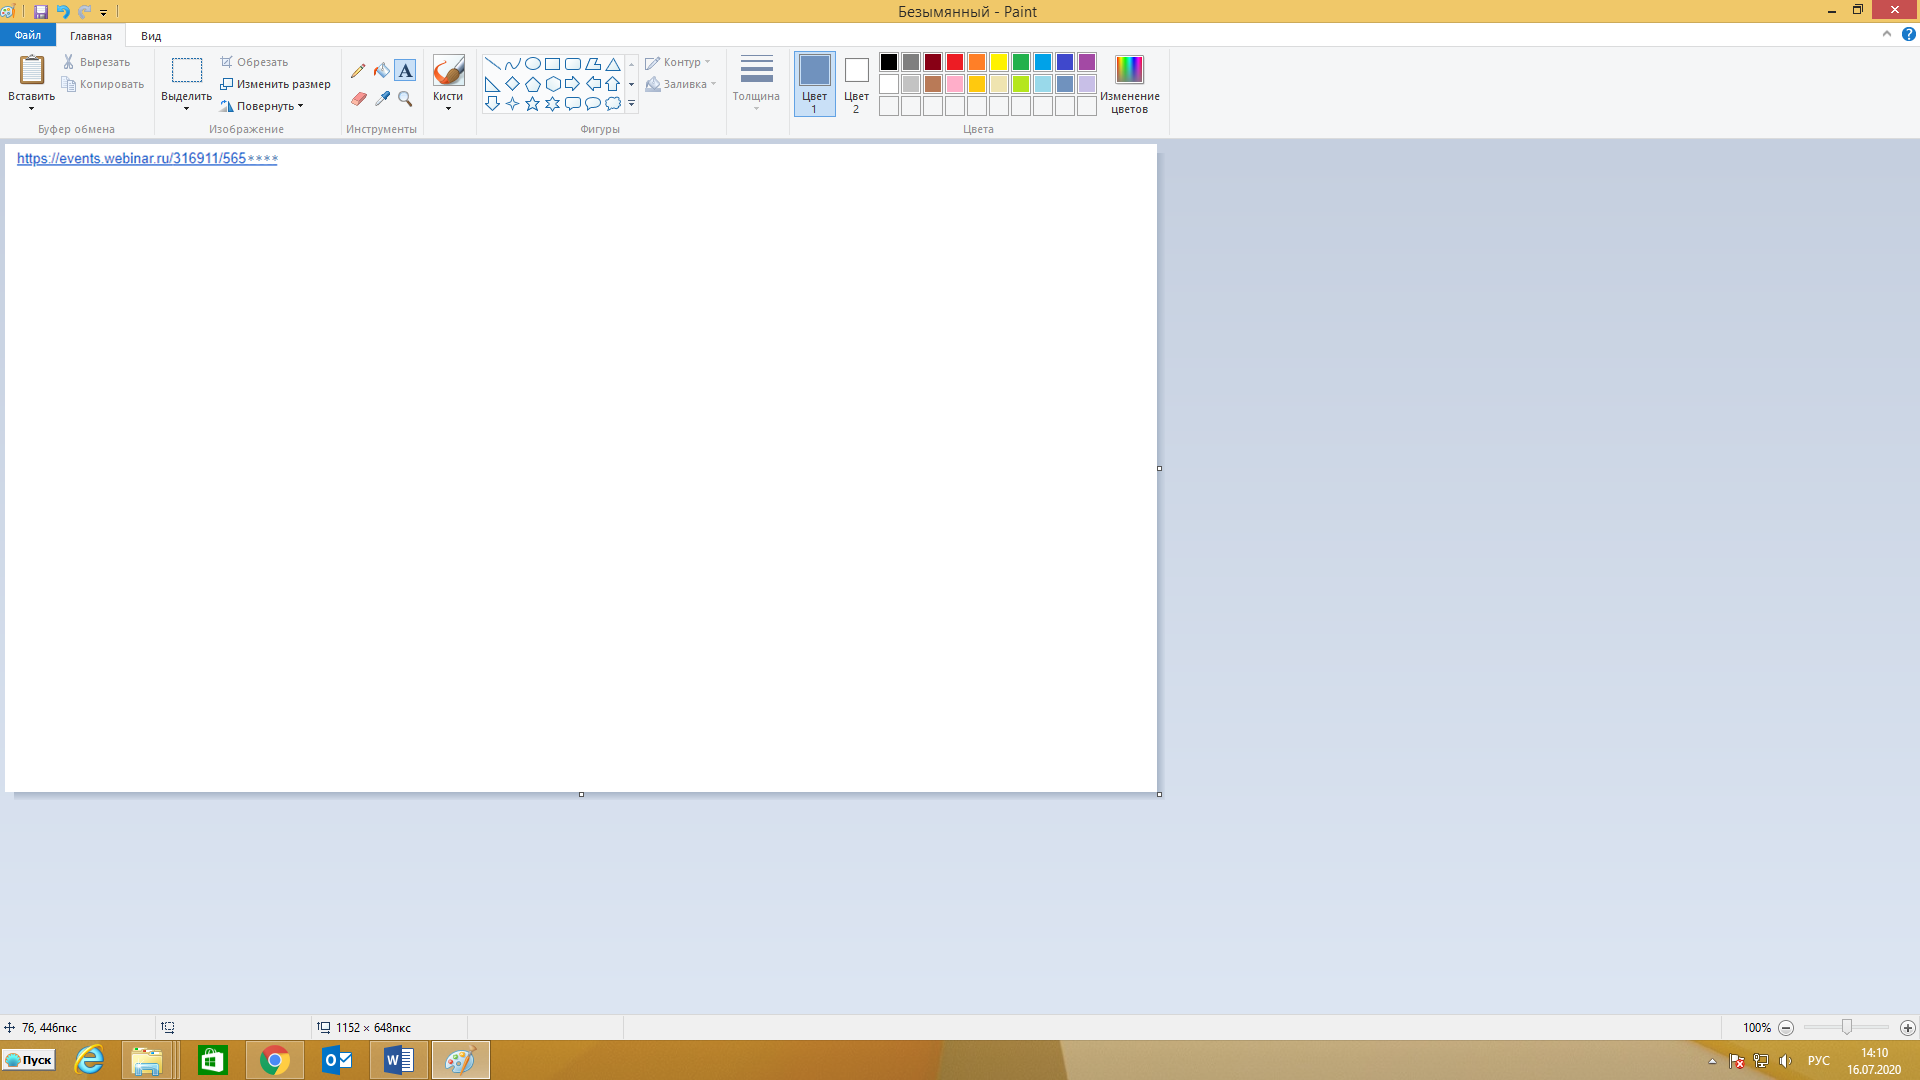 Безымянный - Paint
Файл Главная Вид
Вставить
Вырезать
Копировать
Буфер обмена
Выделить
Обрезать
Изменить размер
Повернуть
Изображение
A
Инструменты
Кисти
Фигуры
Контур
Заливка
Толщина
Цвет 1
Цвет 2
Изменение цветов
Цвета
https://events.webinar.ru/316911/565****
76, 446пкс
1152 × 648пкс
100%
Пуск
РУС
14:10
16.07.2020